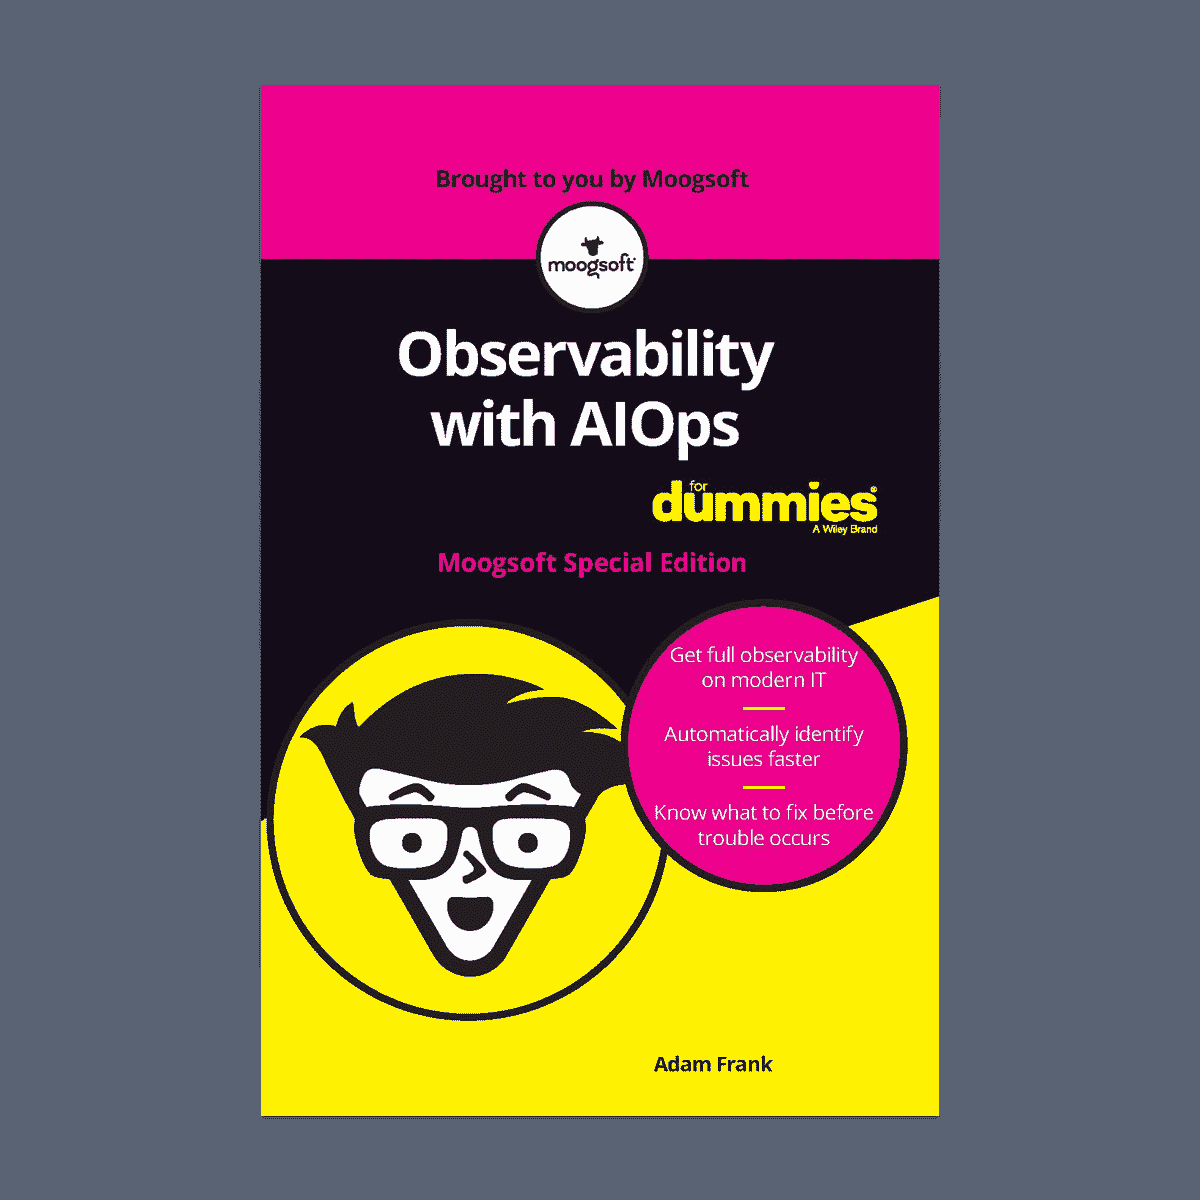 Brought to you by Moogsoft
moogsoft
Observability
with AIOps
for
dummies®
A Wiley Brand
Moogsoft Special Edition
Get full observability
on modern IT
Automatically identify
issues faster
Know what to fix before
trouble occurs
Adam Frank